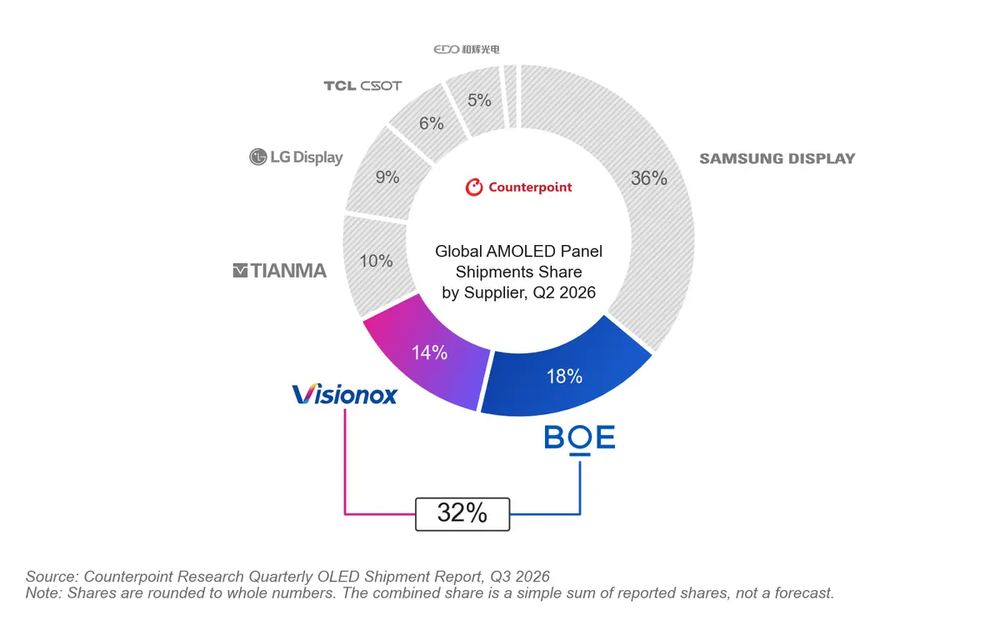 EDO 和辉光电
TCL CSOT
5%
6%
LG Display
9%
36%
SAMSUNG DISPLAY
Counterpoint
Global AMOLED Panel
Shipments Share
by Supplier, Q2 2026
10%
TIANMA
14%
18%
Visionox
BOE
32%
Source: Counterpoint Research Quarterly OLED Shipment Report, Q3 2026
Note: Shares are rounded to whole numbers. The combined share is a simple sum of reported shares, not a forecast.